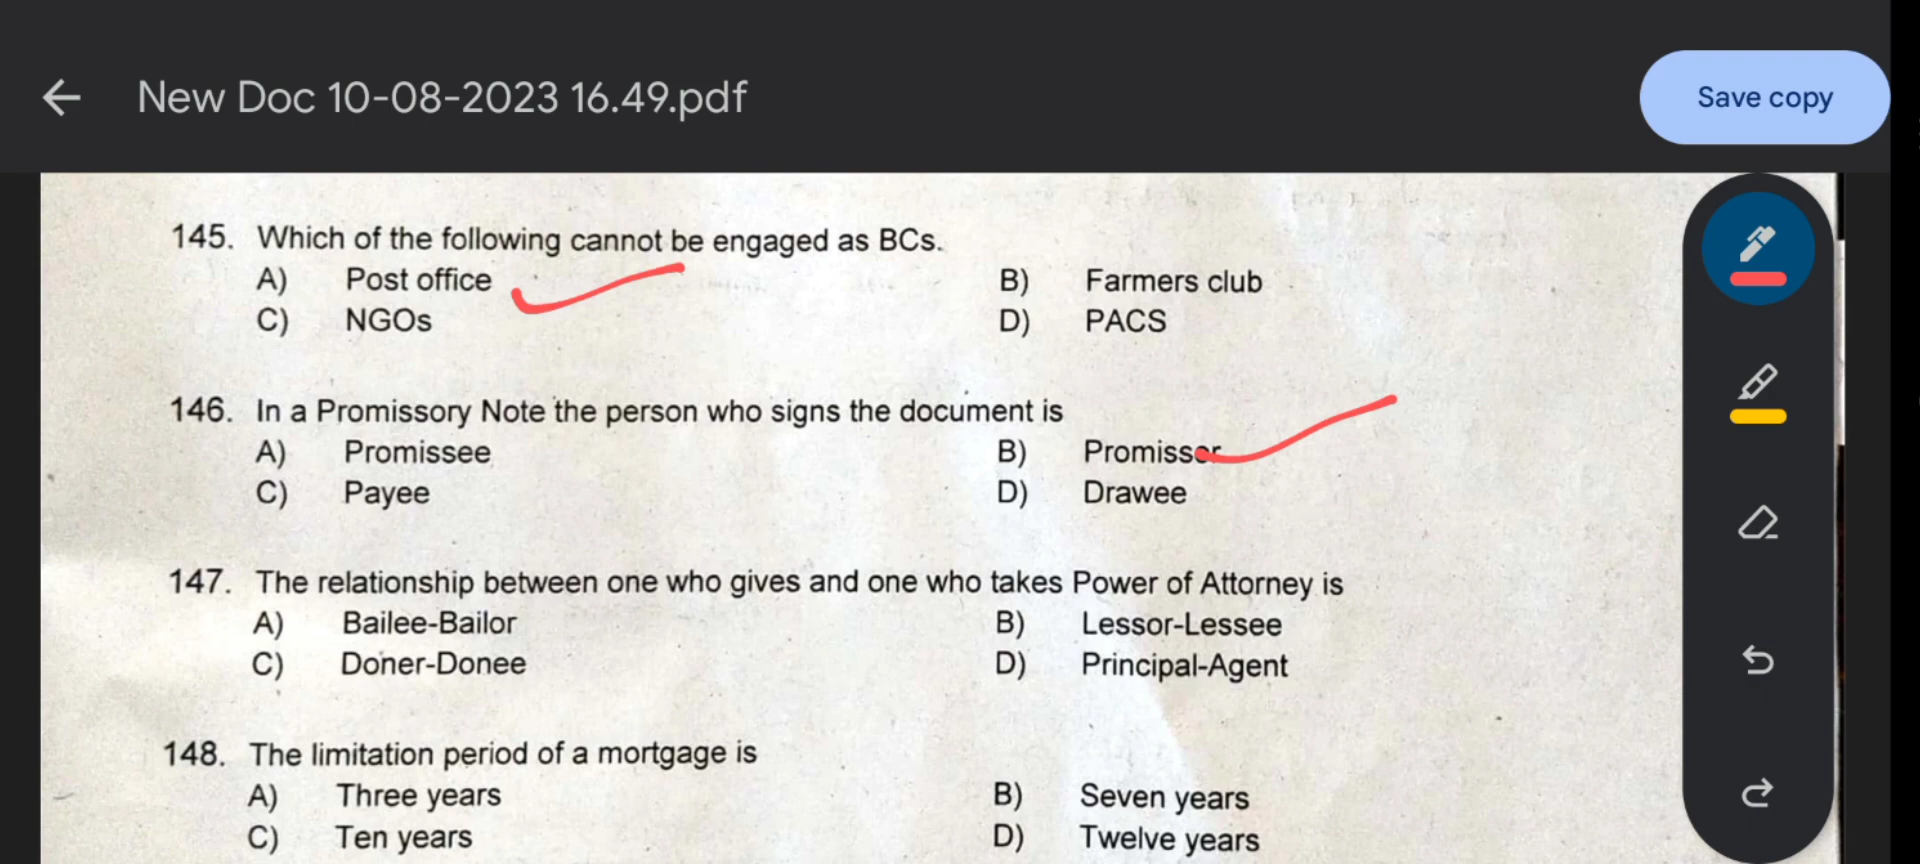 New Doc 10-08-2023 16.49.pdf
Save copy
145. Which of the following cannot be engaged as BCs.
A) Post office B) Farmers club
C) NGOs D) PACS
146. In a Promissory Note the person who signs the document is
A) Promissee B) Promisser
C) Payee D) Drawee
147. The relationship between one who gives and one who takes Power of Attorney is
A) Bailee-Bailor B) Lessor-Lessee
C) Doner-Donee D) Principal-Agent
148. The limitation period of a mortgage is
A) Three years B) Seven years
C) Ten years D) Twelve years